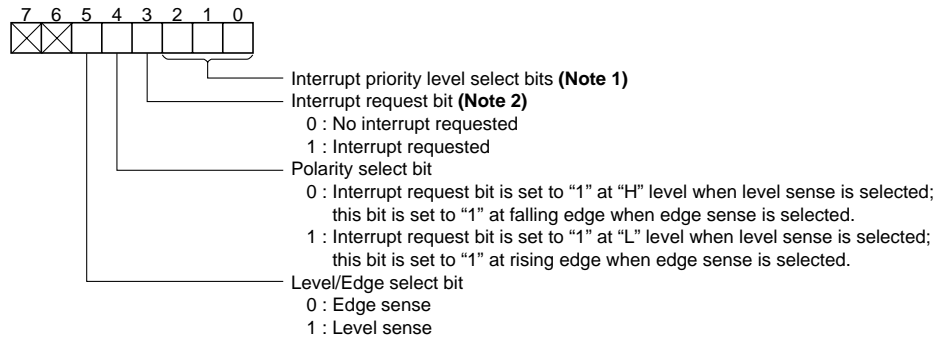 7 6 5 4 3 2 1 0
Interrupt priority level select bits (Note 1)
Interrupt request bit (Note 2)
0 : No interrupt requested
1 : Interrupt requested
Polarity select bit
0 : Interrupt request bit is set to “1” at “H” level when level sense is selected;
this bit is set to “1” at falling edge when edge sense is selected.
1 : Interrupt request bit is set to “1” at “L” level when level sense is selected;
this bit is set to “1” at rising edge when edge sense is selected.
Level/Edge select bit
0 : Edge sense
1 : Level sense